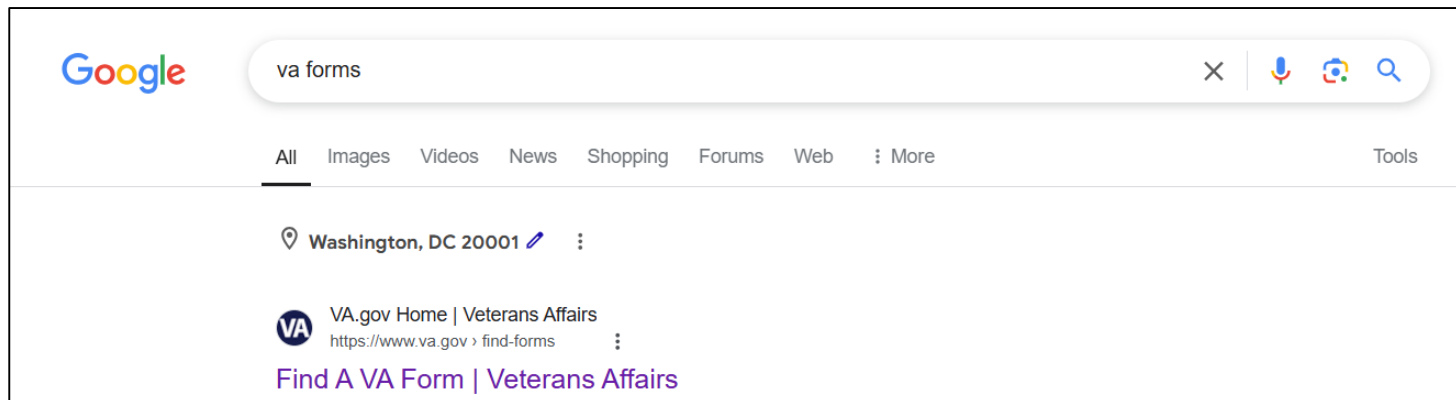 Google va forms
All Images Videos News Shopping Forums Web More Tools
Washington, DC 20001
VA VA.gov Home | Veterans Affairs
https://www.va.gov › find-forms
Find A VA Form | Veterans Affairs